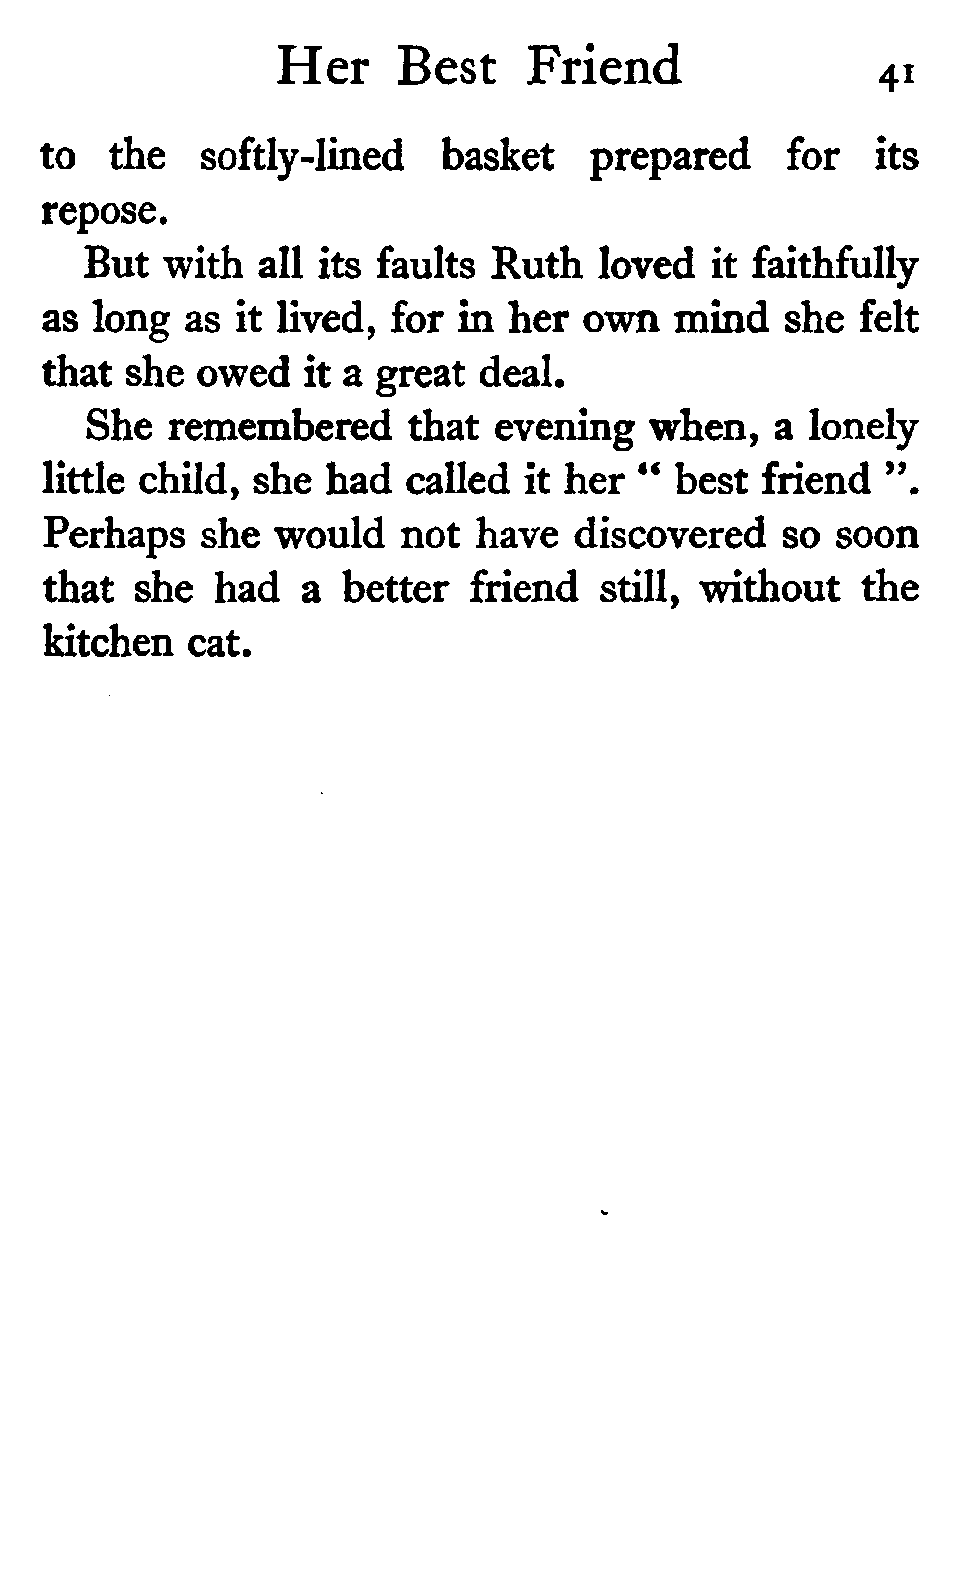 Her Best Friend 41
to the softly-lined basket prepared for its
repose.
But with all its faults Ruth loved it faithfully
as long as it lived, for in her own mind she felt
that she owed it a great deal.
She remembered that evening when, a lonely
little child, she had called it her “ best friend ”.
Perhaps she would not have discovered so soon
that she had a better friend still, without the
kitchen cat.